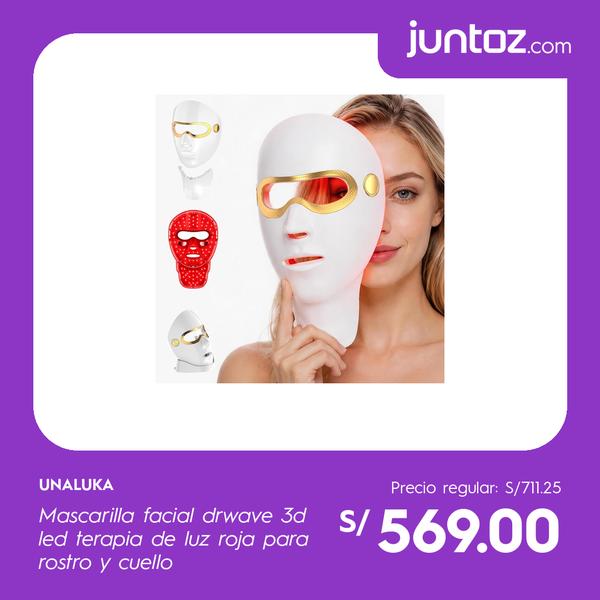 juntoz.com
UNALUKA
Mascarilla facial drwave 3d
led terapia de luz roja para
rostro y cuello
Precio regular: S/711.25
S/ 569.00